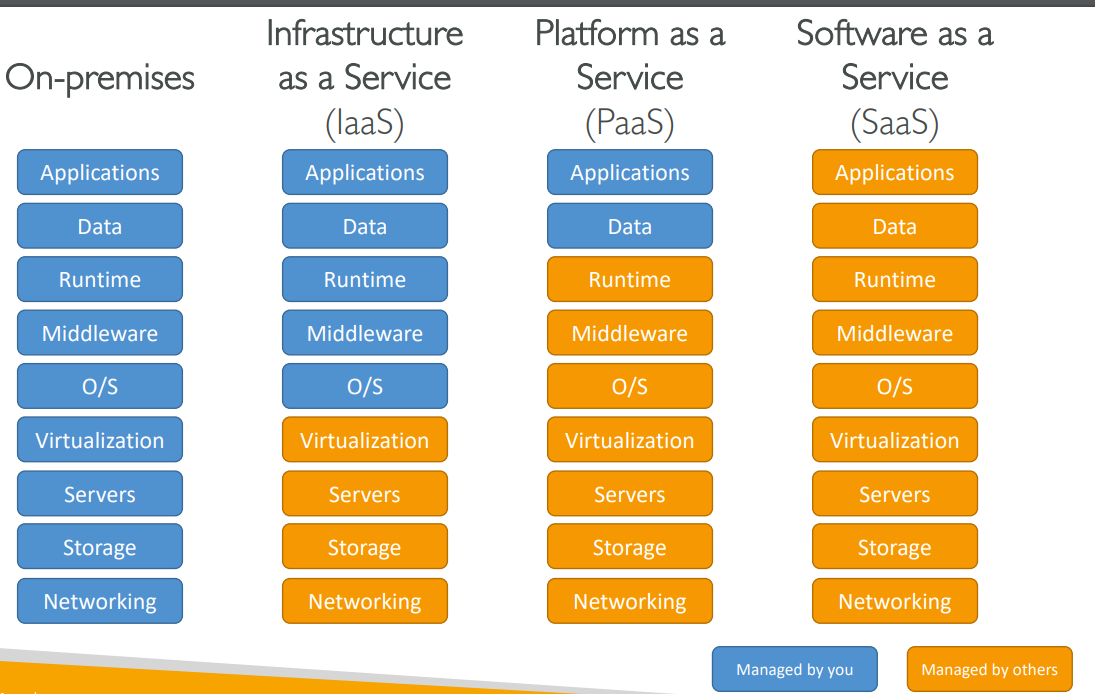 On-premises
Infrastructure
as a Service
(IaaS)
Platform as a
Service
(PaaS)
Software as a
Service
(SaaS)
Applications
Applications
Applications
Applications
Data
Data
Data
Data
Runtime
Runtime
Runtime
Runtime
Middleware
Middleware
Middleware
Middleware
O/S
O/S
O/S
O/S
Virtualization
Virtualization
Virtualization
Virtualization
Servers
Servers
Servers
Servers
Storage
Storage
Storage
Storage
Networking
Networking
Networking
Networking
Managed by you
Managed by others